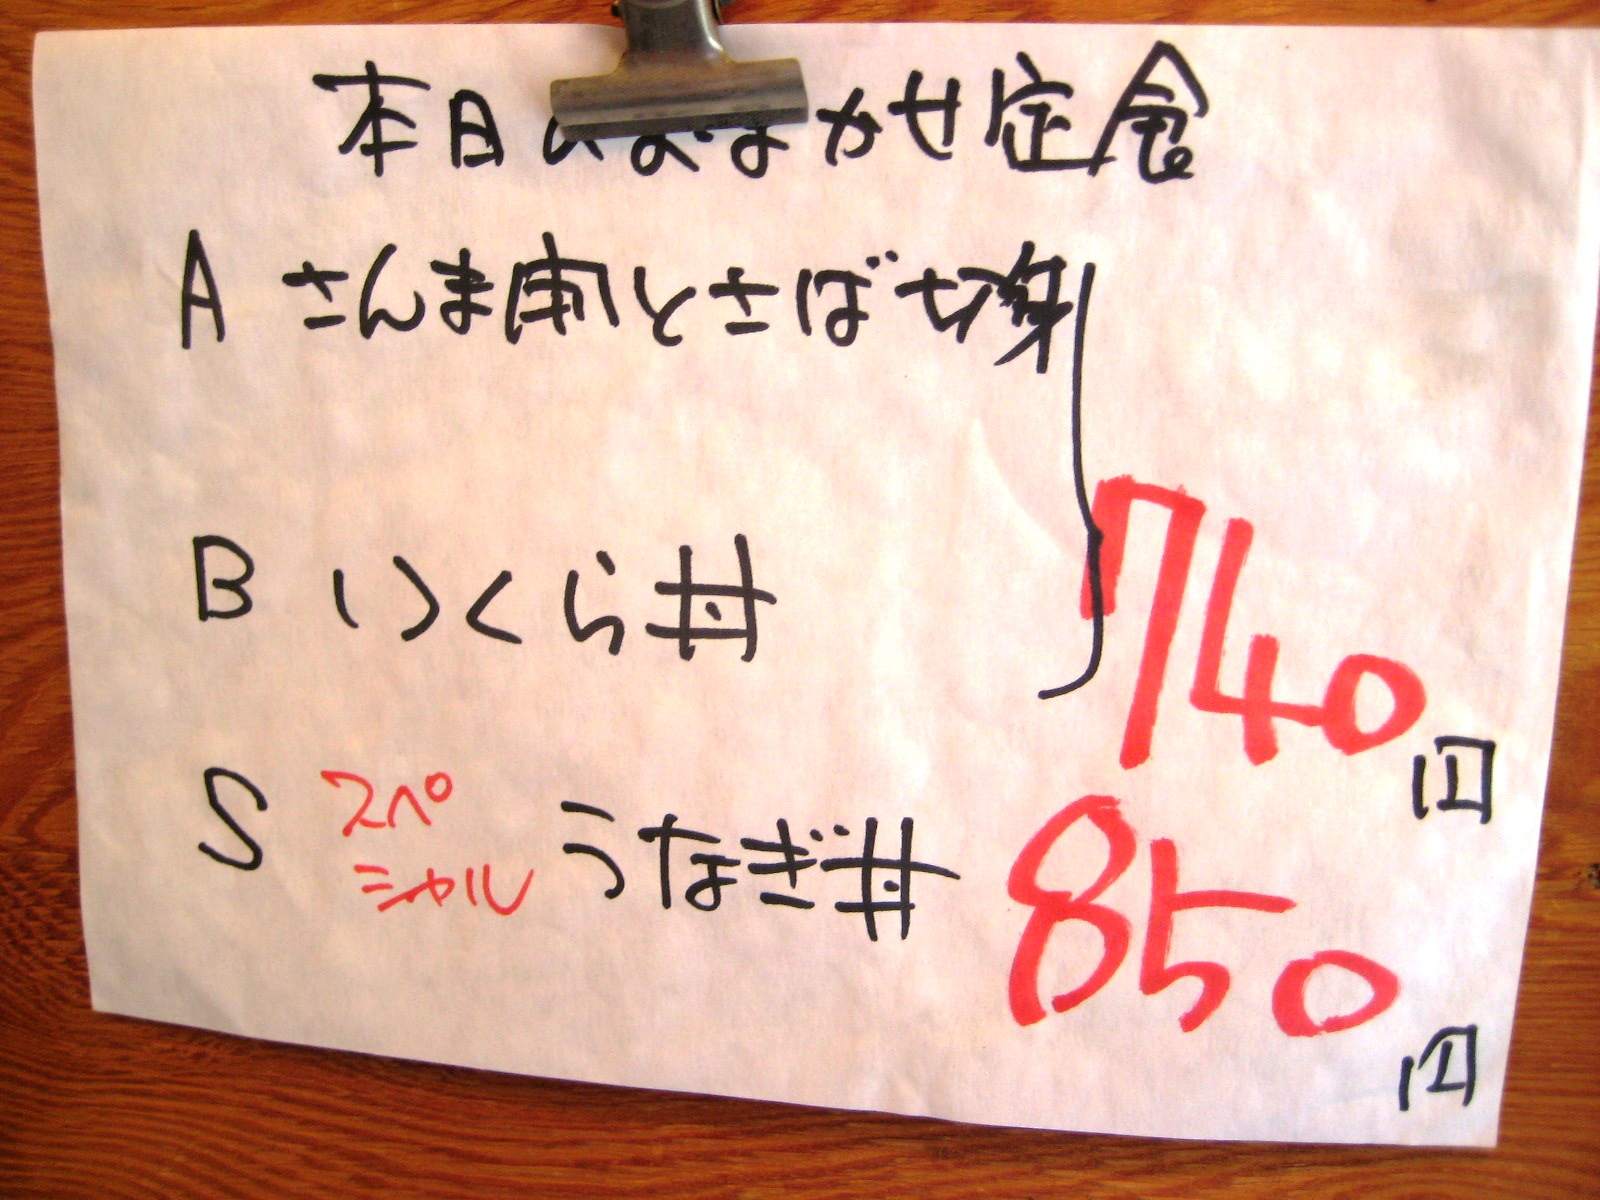 本日のおまかせ定食
A さんま開とさば切身
B いくら丼
740円
S スペシャル うなぎ丼
850円